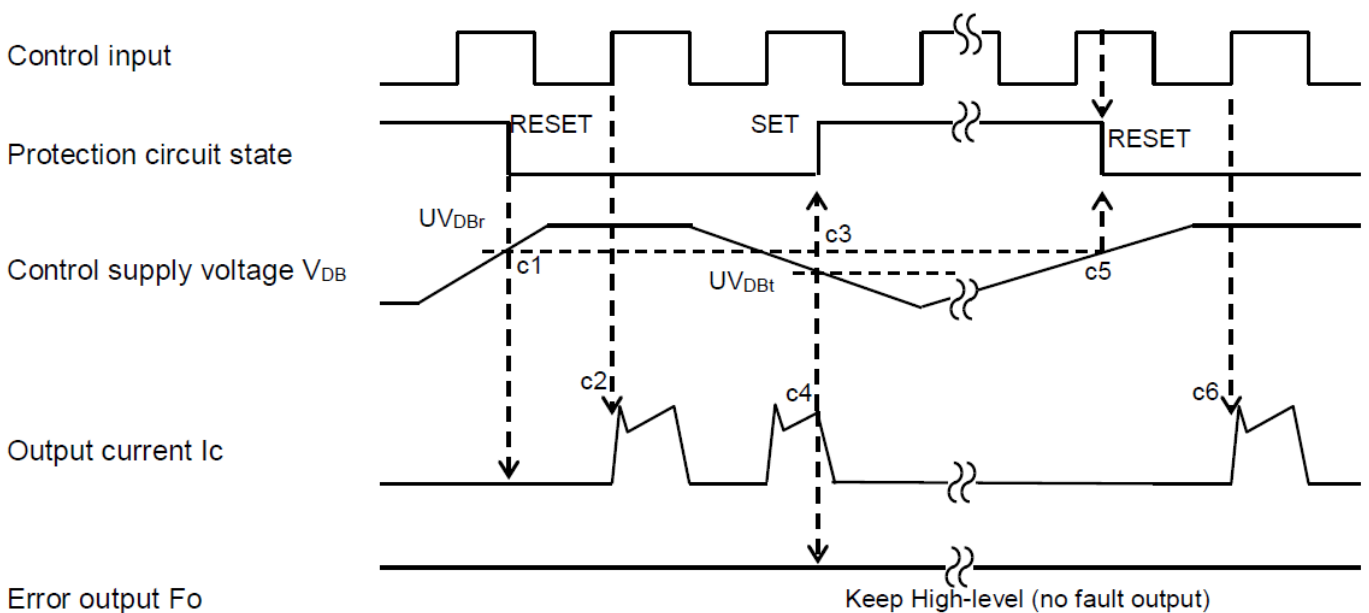 Control input
RESET
SET
Protection circuit state
RESET
UVDBr
c3
c1
Control supply voltage VDB
c5
UVDBt
c2
c4
c6
Output current Ic
Error output Fo
Keep High-level (no fault output)